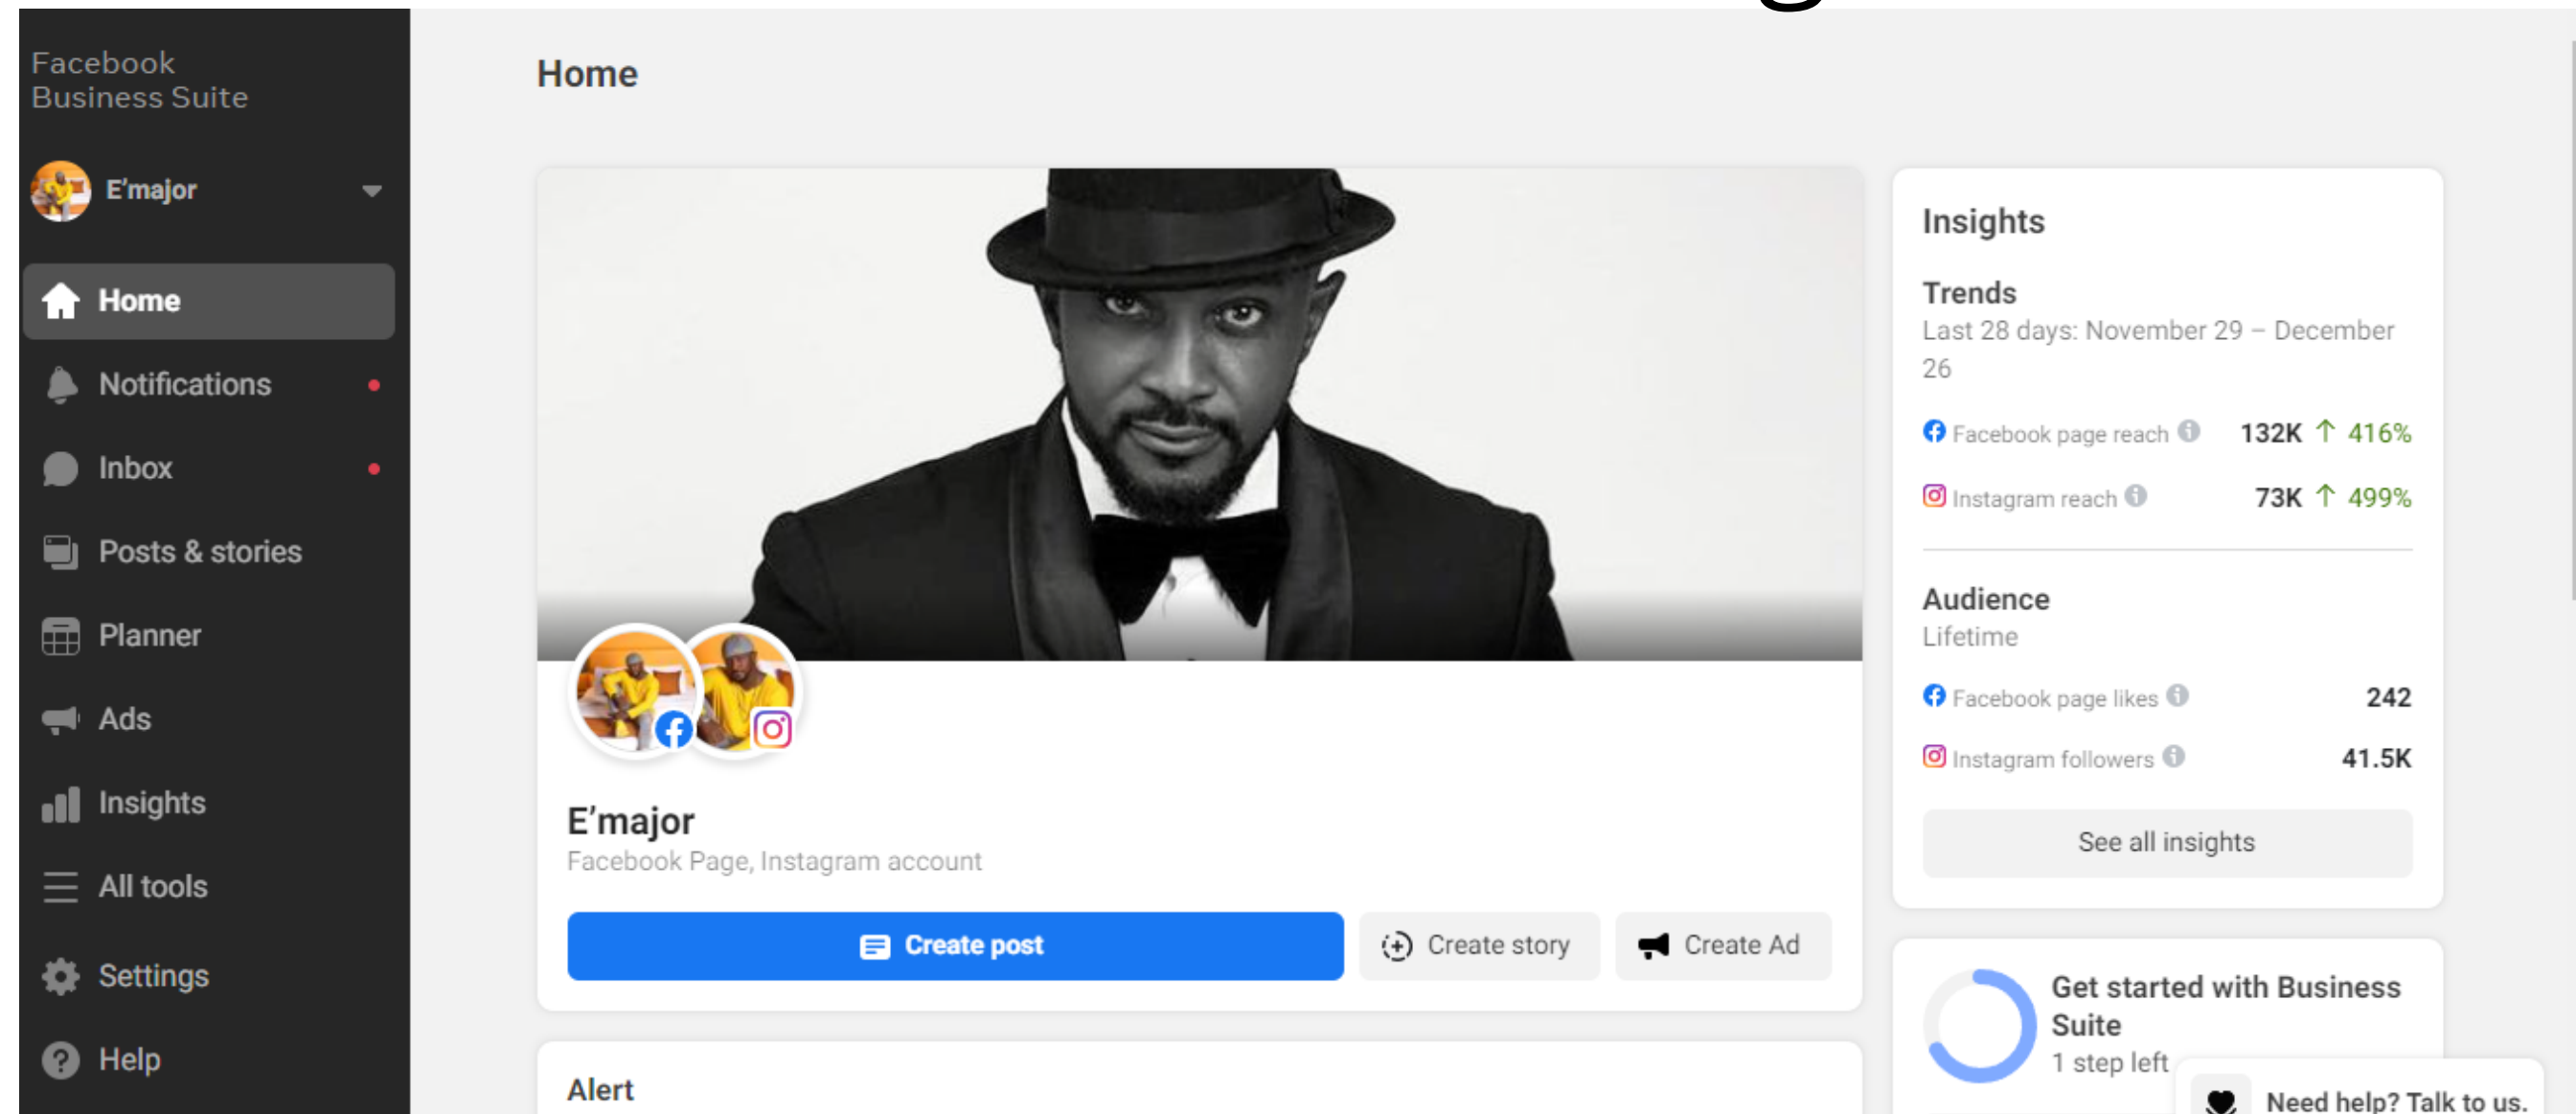 Facebook
Business Suite
E'major
Home
Notifications
Inbox
Posts & stories
Planner
Ads
Insights
All tools
Settings
Help
Home
E'major
Facebook Page, Instagram account
Create post
Create story
Create Ad
Alert
Insights
Trends
Last 28 days: November 29 – December
26
Facebook page reach 132K ↑ 416%
Instagram reach 73K ↑ 499%
Audience
Lifetime
Facebook page likes 242
Instagram followers 41.5K
See all insights
Get started with Business
Suite
1 step left
Need help? Talk to us.